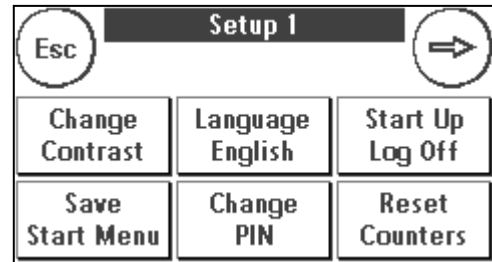 Setup 1
Esc
Change
Contrast
Language
English
Start Up
Log Off
Save
Start Menu
Change
PIN
Reset
Counters